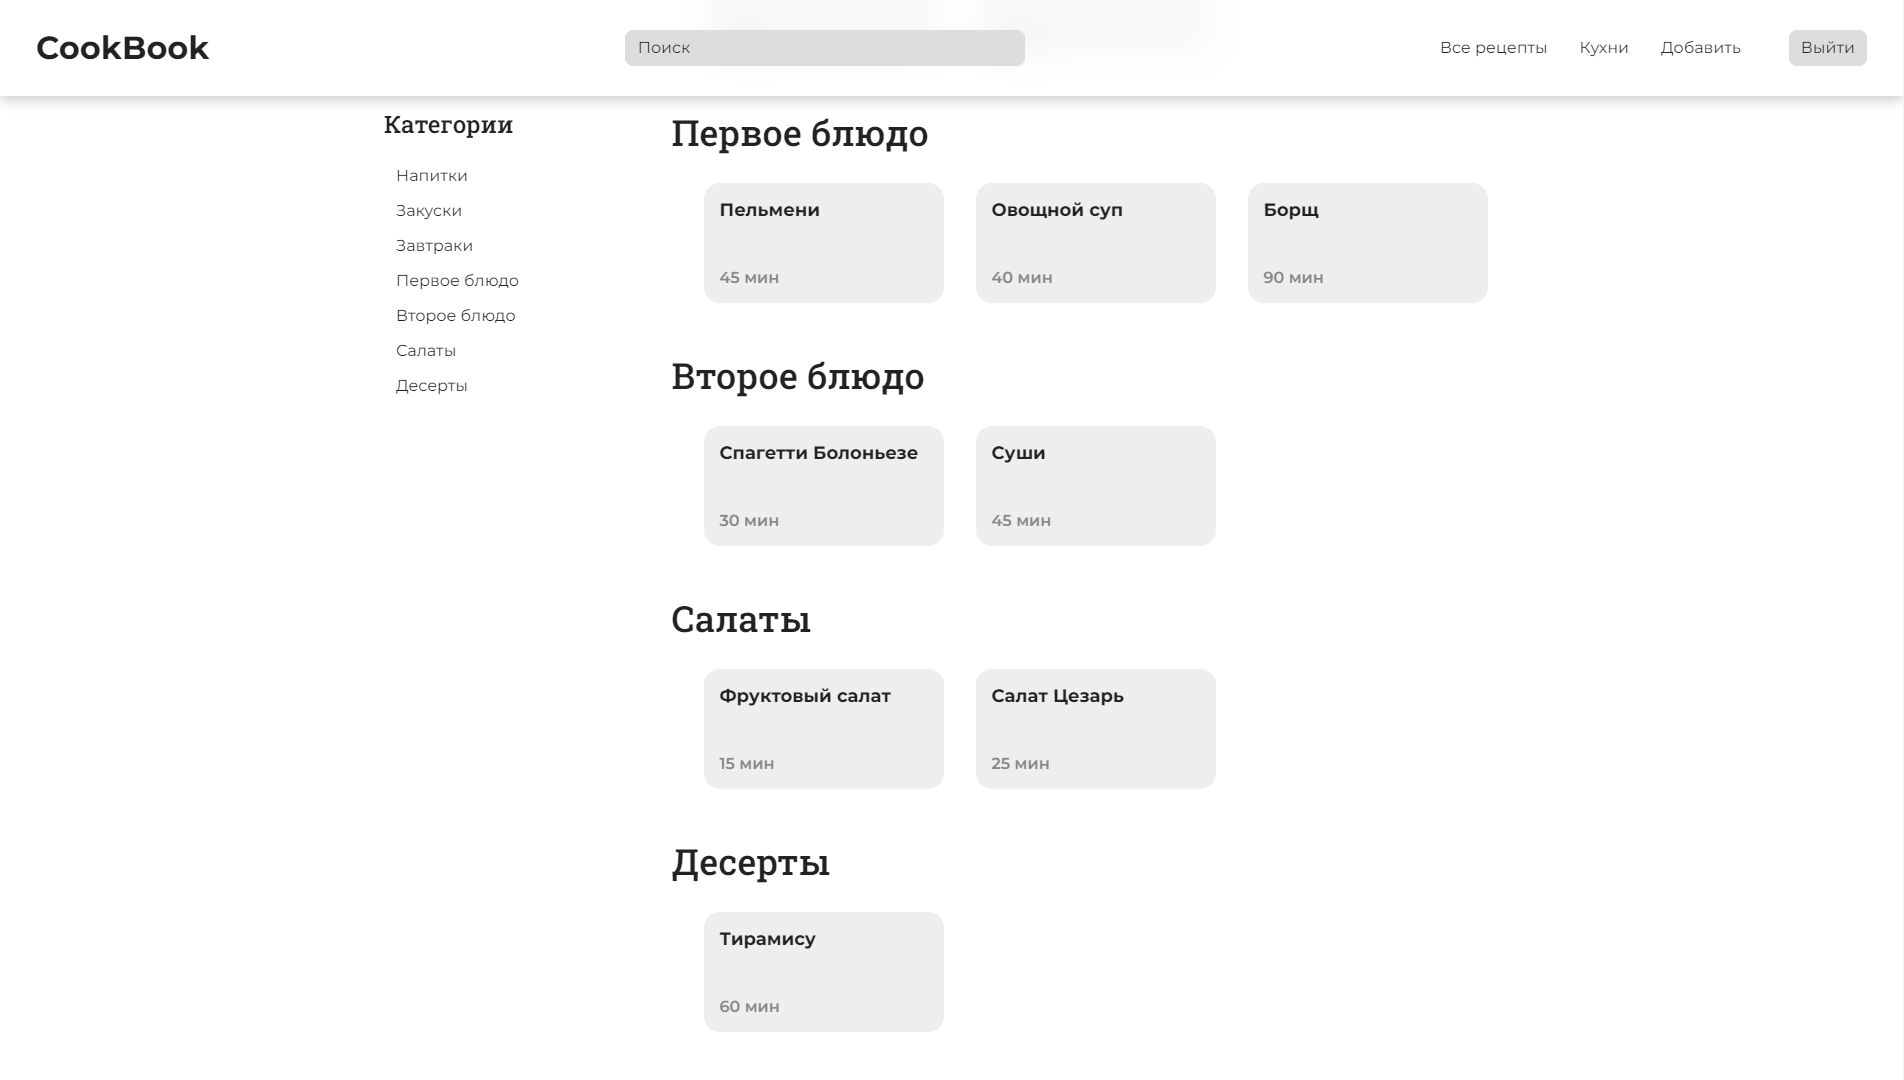 CookBook
Поиск
Все рецепты
Кухни
Добавить
Выйти
Категории
Напитки
Закуски
Завтраки
Первое блюдо
Второе блюдо
Салаты
Десерты
Первое блюдо
Пельмени
45 мин
Овощной суп
40 мин
Борщ
90 мин
Второе блюдо
Спагетти Болоньезе
30 мин
Суши
45 мин
Салаты
Фруктовый салат
15 мин
Салат Цезарь
25 мин
Десерты
Тирамису
60 мин